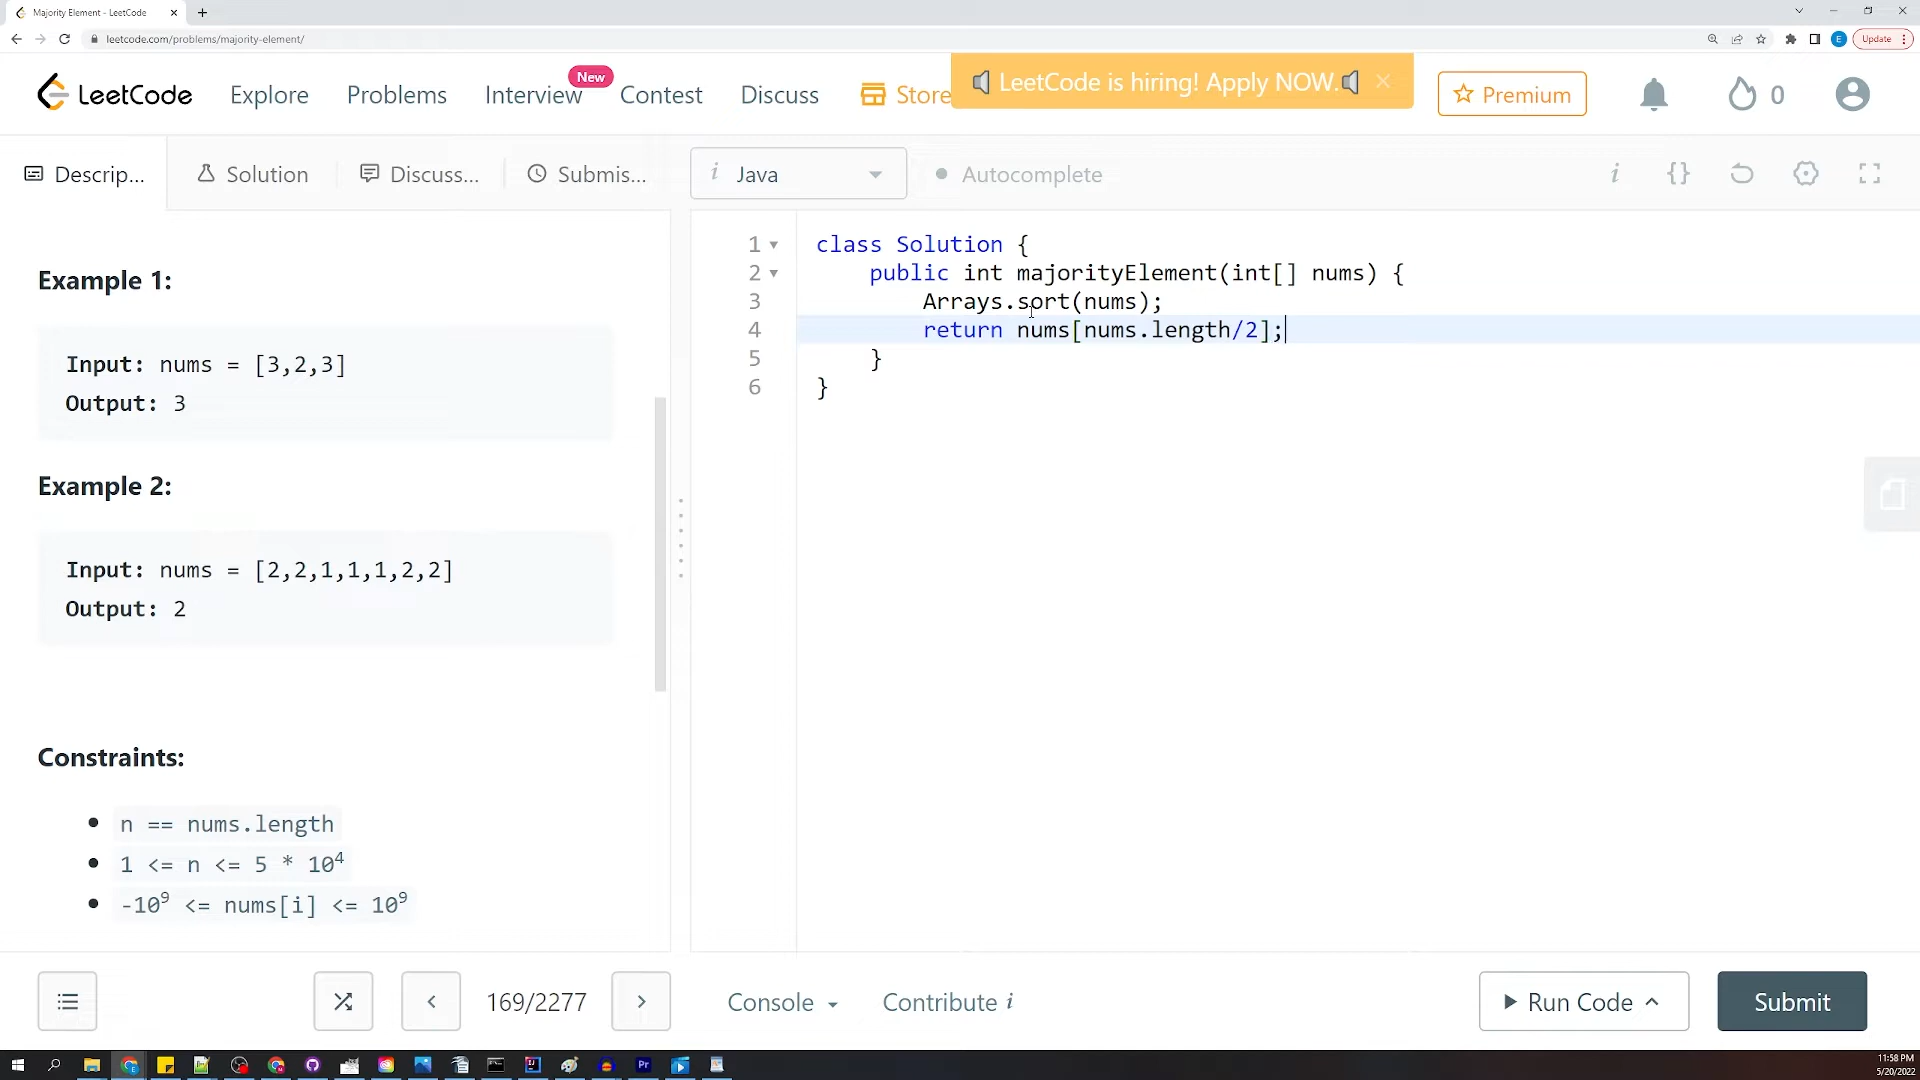 Majority Element - LeetCode
leetcode.com/problems/majority-element/
E
Update
LeetCode
Explore
Problems
Interview
New
Contest
Discuss
Store
LeetCode is hiring! Apply NOW.
Premium
0
Descrip...
Solution
Discuss...
Submis...
i Java
Autocomplete
i {}
Example 1:
Input: nums = [3,2,3]
Output: 3
Example 2:
Input: nums = [2,2,1,1,1,2,2]
Output: 2
Constraints:
n == nums.length
1 <= n <= 5 * 10⁴
-10⁹ <= nums[i] <= 10⁹
1 class Solution {
2 public int majorityElement(int[] nums) {
3 Arrays.sort(nums);
4 return nums[nums.length/2];
5 }
6 }
169/2277
Console
Contribute i
Run Code
Submit
Pr
11:58 PM
5/20/2022